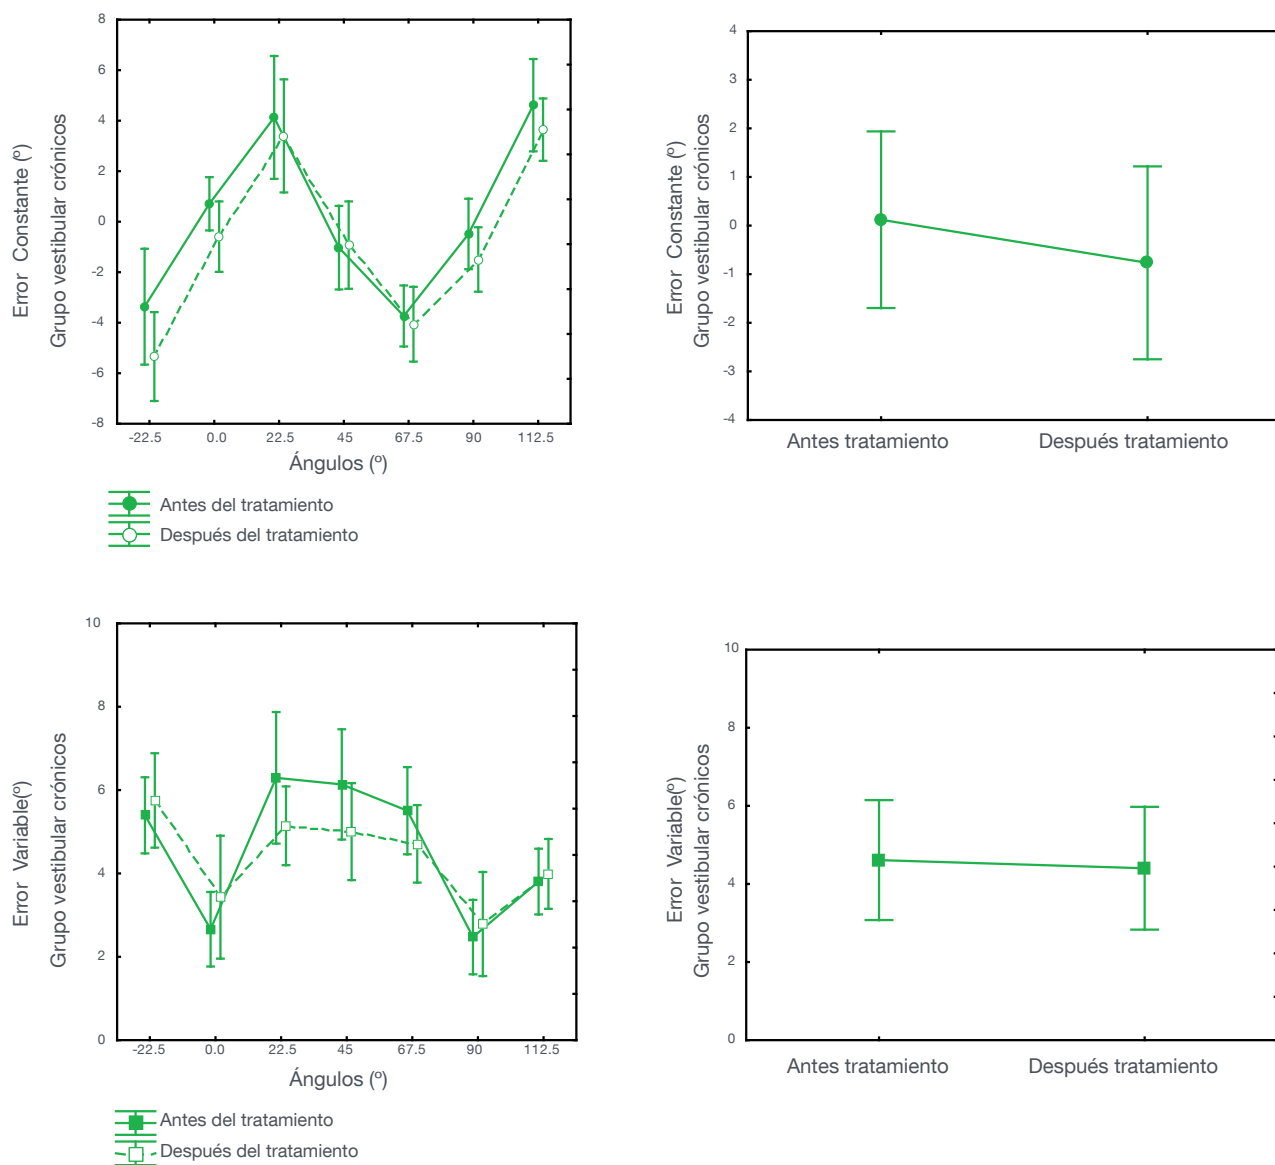 Error Constante (º)
Grupo vestibular crónicos
8
6
4
2
0
-2
-4
-6
-8
-22.5 0.0 22.5 45 67.5 90 112.5
Ángulos (º)
Antes del tratamiento
Después del tratamiento
Error Constante (º)
Grupo vestibular crónicos
4
3
2
1
0
-1
-2
-3
-4
Antes tratamiento Después tratamiento
Error Variable(º)
Grupo vestibular crónicos
10
8
6
4
2
0
-22.5 0.0 22.5 45 67.5 90 112.5
Ángulos (º)
Antes del tratamiento
Después del tratamiento
Error Variable(º)
Grupo vestibular crónicos
10
8
6
4
2
0
Antes tratamiento Después tratamiento